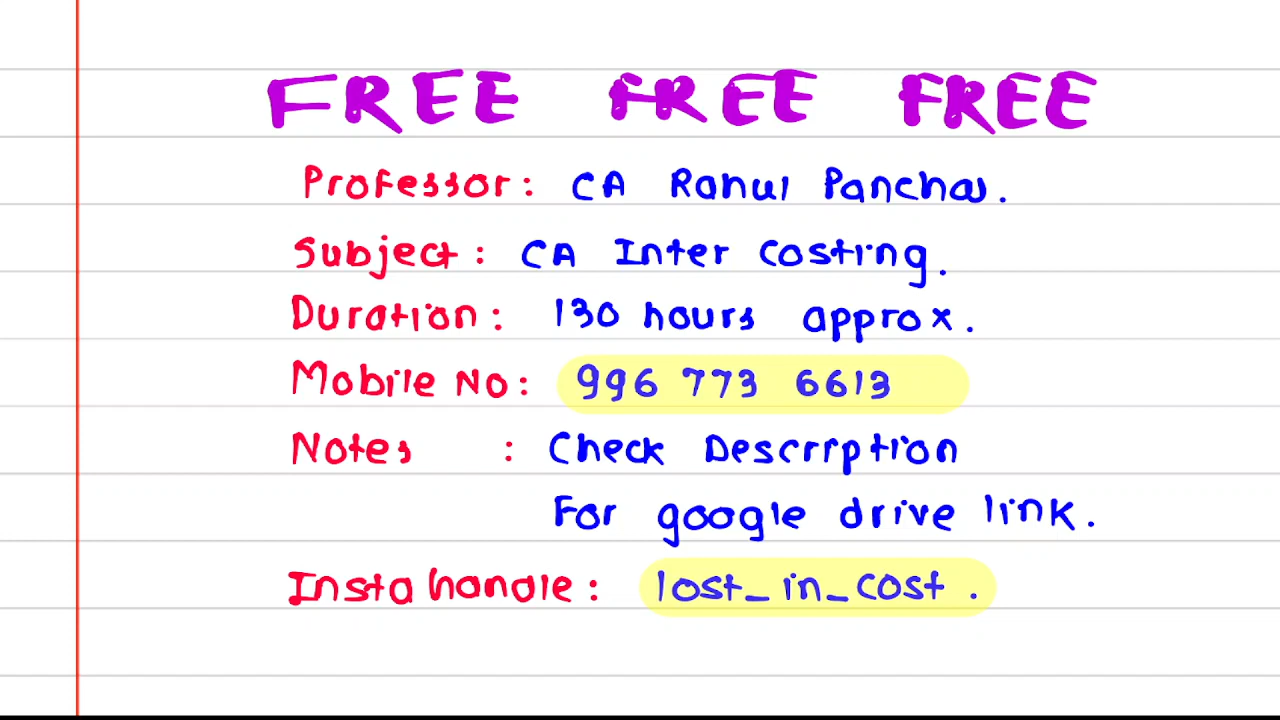 FREE FREE FREE
Professor: CA Rahul Panchal.
Subject: CA Inter Costing.
Duration: 130 hours approx.
Mobile No: 996 773 6613
Notes : Check Description
For google drive link.
Insta handle: lost_in_cost.